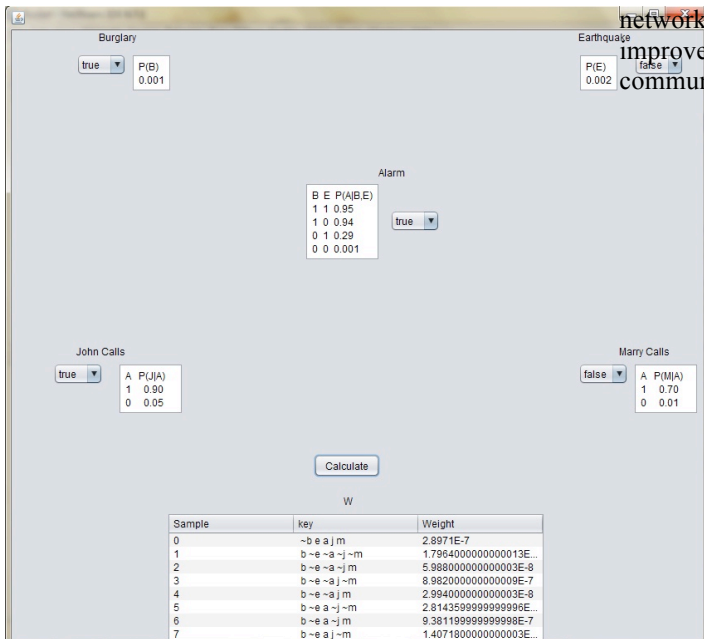 network
improve
commun
Burglary
Earthquake
true P(B)
0.001
P(E) false
0.002
Alarm
B E P(A|B,E)
1 1 0.95
1 0 0.94
0 1 0.29
0 0 0.001
true
John Calls
Marry Calls
true
A P(J|A)
1 0.90
0 0.05
false
A P(M|A)
1 0.70
0 0.01
Calculate
W
Sample key Weight
0 ~b e a j m 2.8971E-7
1 b ~e ~a ~j ~m 1.7964000000000013E...
2 b ~e ~a ~j m 5.988000000000003E-8
3 b ~e ~a j ~m 8.982000000000009E-7
4 b ~e ~a j m 2.994000000000003E-8
5 b ~e a ~j ~m 2.8143599999999996E...
6 b ~e a ~j m 9.381199999999998E-7
7 b ~e a j ~m 1.4071800000000003E...